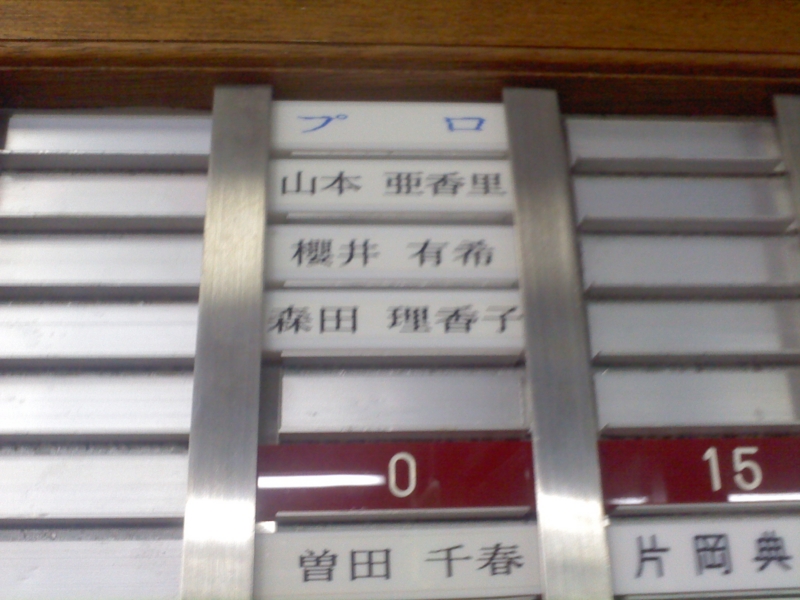 プ ロ
山本 亜香里
櫻井 有希
森田 理香子
0 15
曽田 千春 片岡典